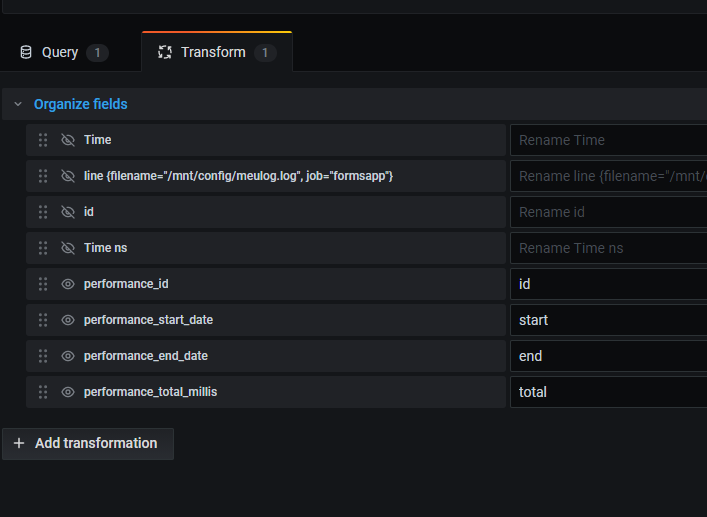 Query 1 Transform 1
Organize fields
Time Rename Time
line {filename="/mnt/config/meulog.log", job="formsapp"} Rename line {filename="/mnt/
id Rename id
Time ns Rename Time ns
performance_id id
performance_start_date start
performance_end_date end
performance_total_millis total
+ Add transformation